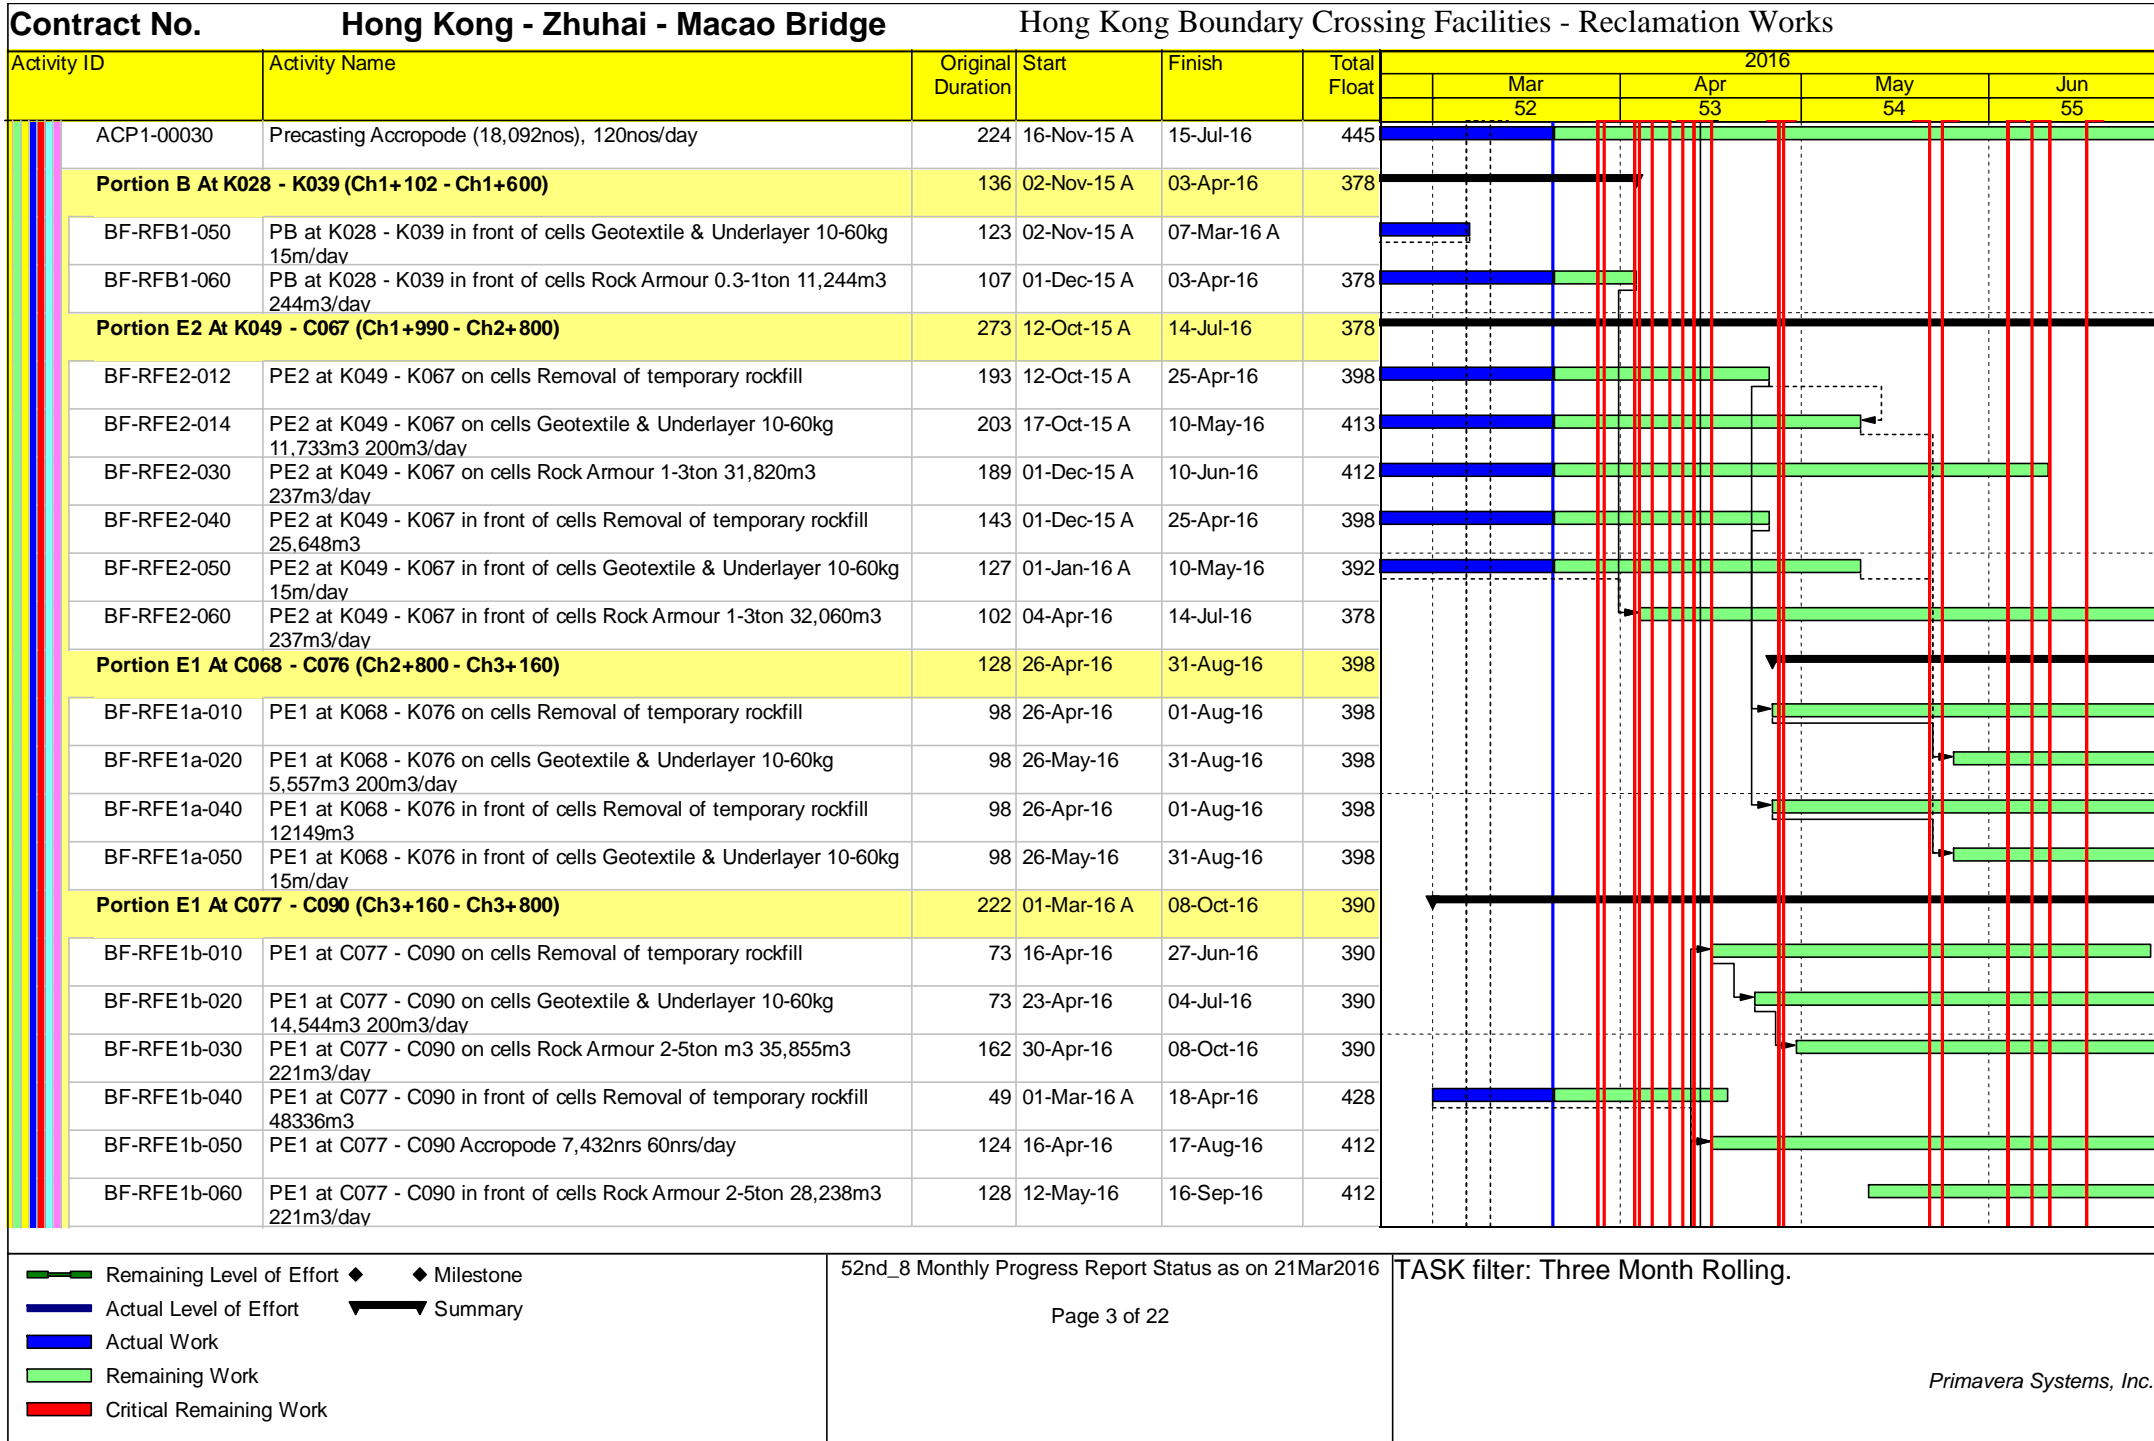 Contract No. Hong Kong - Zhuhai - Macao Bridge Hong Kong Boundary Crossing Facilities - Reclamation Works
Activity ID Activity Name Original Start Finish Total 2016
Duration Float Mar Apr May Jun
52 53 54 55
ACP1-00030 Precasting Accropode (18,092nos), 120nos/day 224 16-Nov-15 A 15-Jul-16 445
Portion B At K028 - K039 (Ch1+102 - Ch1+600) 136 02-Nov-15 A 03-Apr-16 378
BF-RFB1-050 PB at K028 - K039 in front of cells Geotextile & Underlayer 10-60kg 123 02-Nov-15 A 07-Mar-16 A
15m/day
BF-RFB1-060 PB at K028 - K039 in front of cells Rock Armour 0.3-1ton 11,244m3 107 01-Dec-15 A 03-Apr-16 378
244m3/day
Portion E2 At K049 - C067 (Ch1+990 - Ch2+800) 273 12-Oct-15 A 14-Jul-16 378
BF-RFE2-012 PE2 at K049 - K067 on cells Removal of temporary rockfill 193 12-Oct-15 A 25-Apr-16 398
BF-RFE2-014 PE2 at K049 - K067 on cells Geotextile & Underlayer 10-60kg 203 17-Oct-15 A 10-May-16 413
11,733m3 200m3/day
BF-RFE2-030 PE2 at K049 - K067 on cells Rock Armour 1-3ton 31,820m3 189 01-Dec-15 A 10-Jun-16 412
237m3/day
BF-RFE2-040 PE2 at K049 - K067 in front of cells Removal of temporary rockfill 143 01-Dec-15 A 25-Apr-16 398
25,648m3
BF-RFE2-050 PE2 at K049 - K067 in front of cells Geotextile & Underlayer 10-60kg 127 01-Jan-16 A 10-May-16 392
15m/day
BF-RFE2-060 PE2 at K049 - K067 in front of cells Rock Armour 1-3ton 32,060m3 102 04-Apr-16 14-Jul-16 378
237m3/day
Portion E1 At C068 - C076 (Ch2+800 - Ch3+160) 128 26-Apr-16 31-Aug-16 398
BF-RFE1a-010 PE1 at K068 - K076 on cells Removal of temporary rockfill 98 26-Apr-16 01-Aug-16 398
BF-RFE1a-020 PE1 at K068 - K076 on cells Geotextile & Underlayer 10-60kg 98 26-May-16 31-Aug-16 398
5,557m3 200m3/day
BF-RFE1a-040 PE1 at K068 - K076 in front of cells Removal of temporary rockfill 98 26-Apr-16 01-Aug-16 398
12149m3
BF-RFE1a-050 PE1 at K068 - K076 in front of cells Geotextile & Underlayer 10-60kg 98 26-May-16 31-Aug-16 398
15m/day
Portion E1 At C077 - C090 (Ch3+160 - Ch3+800) 222 01-Mar-16 A 08-Oct-16 390
BF-RFE1b-010 PE1 at C077 - C090 on cells Removal of temporary rockfill 73 16-Apr-16 27-Jun-16 390
BF-RFE1b-020 PE1 at C077 - C090 on cells Geotextile & Underlayer 10-60kg 73 23-Apr-16 04-Jul-16 390
14,544m3 200m3/day
BF-RFE1b-030 PE1 at C077 - C090 on cells Rock Armour 2-5ton m3 35,855m3 162 30-Apr-16 08-Oct-16 390
221m3/day
BF-RFE1b-040 PE1 at C077 - C090 in front of cells Removal of temporary rockfill 49 01-Mar-16 A 18-Apr-16 428
48336m3
BF-RFE1b-050 PE1 at C077 - C090 Accropode 7,432nrs 60nrs/day 124 16-Apr-16 17-Aug-16 412
BF-RFE1b-060 PE1 at C077 - C090 in front of cells Rock Armour 2-5ton 28,238m3 128 12-May-16 16-Sep-16 412
221m3/day
Remaining Level of Effort Milestone
Actual Level of Effort Summary
Actual Work
Remaining Work
Critical Remaining Work
52nd_8 Monthly Progress Report Status as on 21Mar2016
Page 3 of 22
TASK filter: Three Month Rolling.
Primavera Systems, Inc.